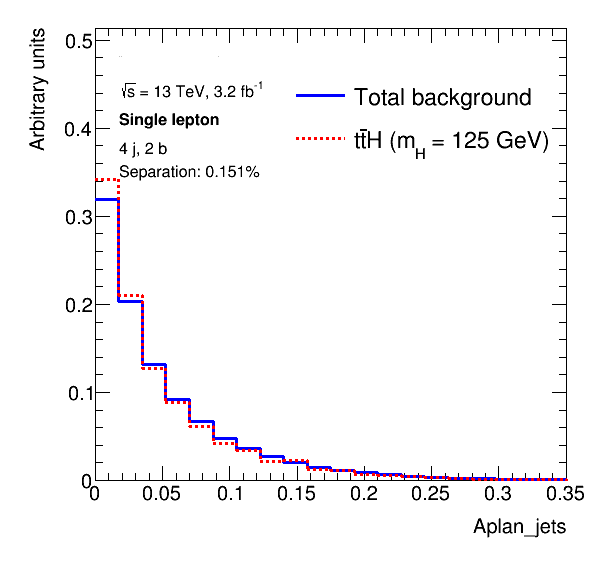 Arbitrary units
0.5
0.4
0.3
0.2
0.1
0
√s = 13 TeV, 3.2 fb⁻¹
Single lepton
4 j, 2 b
Separation: 0.151%
Total background
tt̄H (m_H = 125 GeV)
0 0.05 0.1 0.15 0.2 0.25 0.3 0.35
Aplan_jets